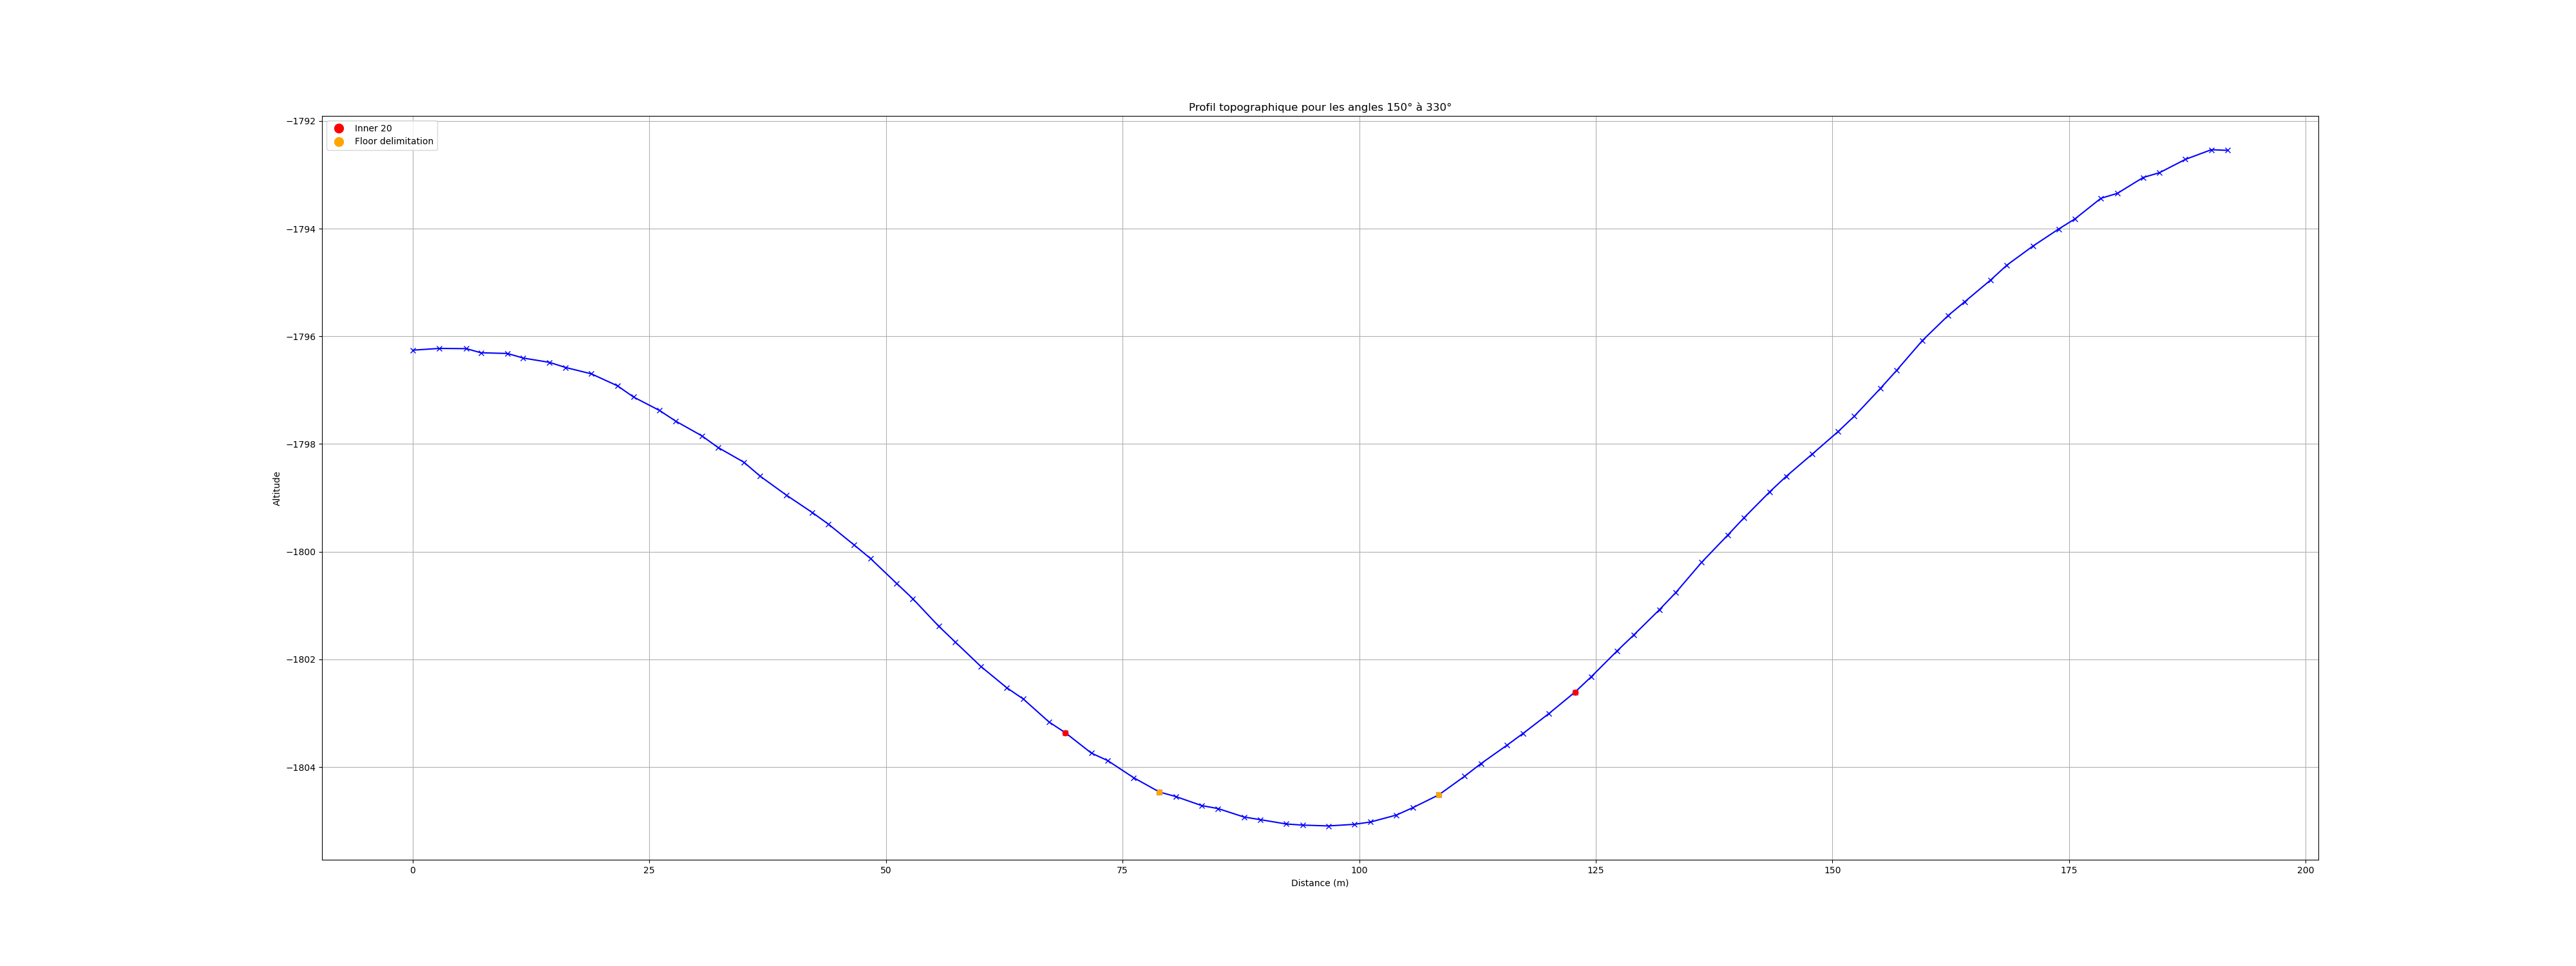 Profil topographique pour les angles 150° à 330°
Inner 20
Floor delimitation
−1792
−1794
−1796
−1798
−1800
−1802
−1804
Altitude
0 25 50 75 100 125 150 175 200
Distance (m)